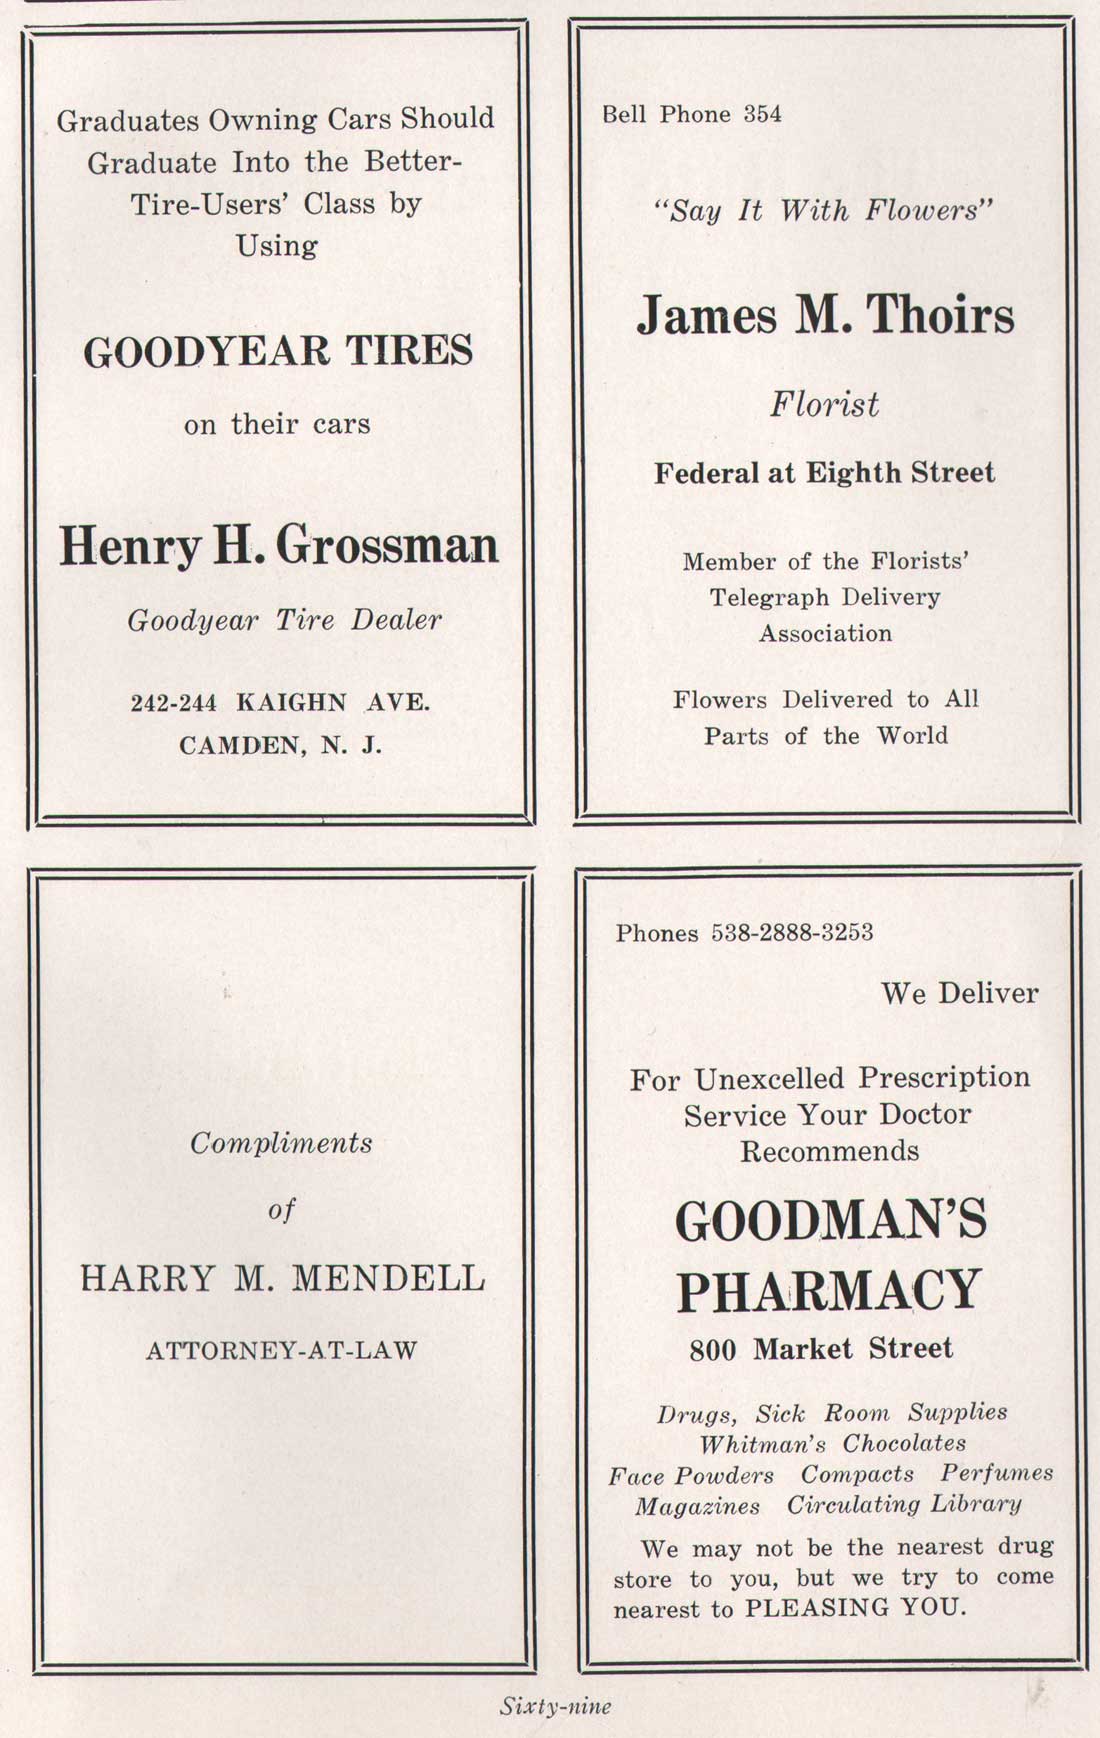 Graduates Owning Cars Should
Graduate Into the Better-
Tire-Users' Class by
Using
GOODYEAR TIRES
on their cars
Henry H. Grossman
Goodyear Tire Dealer
242-244 KAIGHN AVE.
CAMDEN, N. J.
Bell Phone 354
"Say It With Flowers"
James M. Thoirs
Florist
Federal at Eighth Street
Member of the Florists'
Telegraph Delivery
Association
Flowers Delivered to All
Parts of the World
Compliments
of
HARRY M. MENDELL
ATTORNEY-AT-LAW
Phones 538-2888-3253
We Deliver
For Unexcelled Prescription
Service Your Doctor
Recommends
GOODMAN'S
PHARMACY
800 Market Street
Drugs, Sick Room Supplies
Whitman's Chocolates
Face Powders Compacts Perfumes
Magazines Circulating Library
We may not be the nearest drug
store to you, but we try to come
nearest to PLEASING YOU.
Sixty-nine